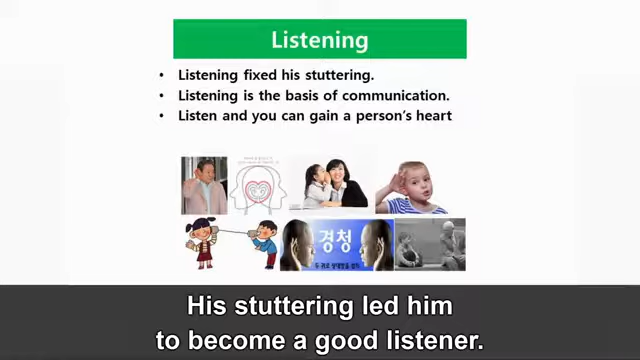 Listening
• Listening fixed his stuttering.
• Listening is the basis of communication.
• Listen and you can gain a person's heart
경청
His stuttering led him
to become a good listener.